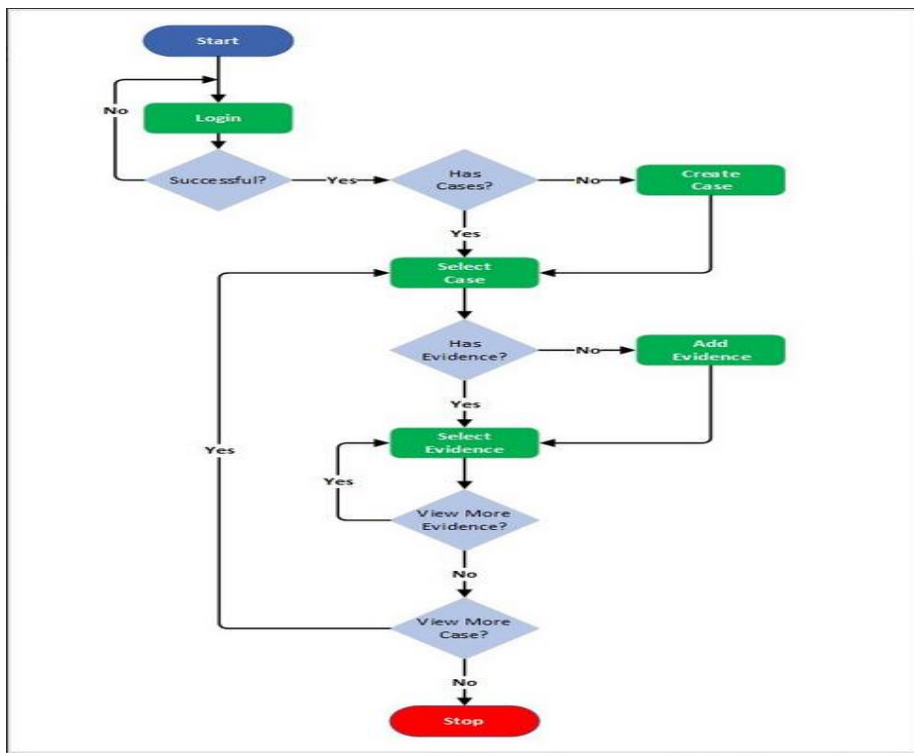 Start
No
Login
Successful?
Yes
Has
Cases?
No
Create
Case
Yes
Select
Case
Has
Evidence?
No
Add
Evidence
Yes
Select
Evidence
Yes
Yes
View More
Evidence?
No
View More
Case?
No
Stop